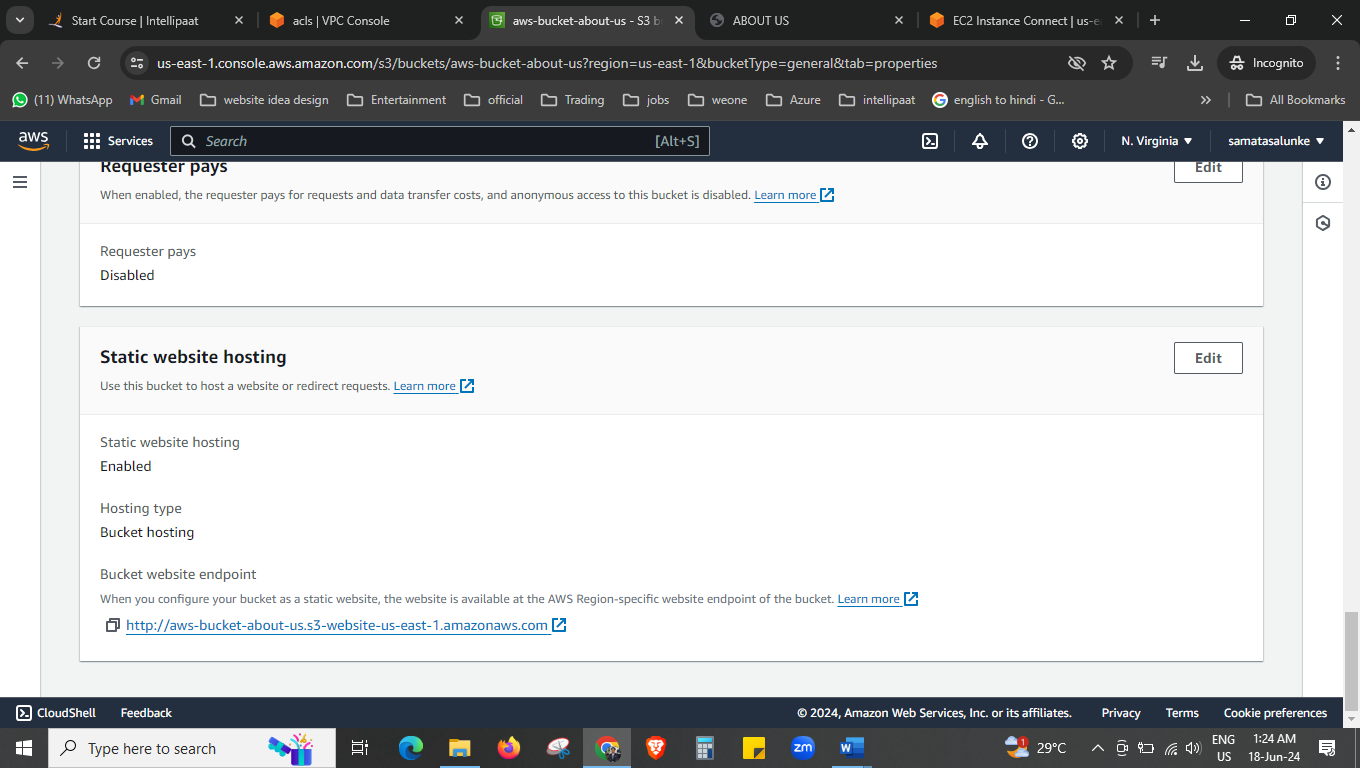 Start Course | Intellipaat
acls | VPC Console
aws-bucket-about-us - S3 b
ABOUT US
EC2 Instance Connect | us-ea
us-east-1.console.aws.amazon.com/s3/buckets/aws-bucket-about-us?region=us-east-1&bucketType=general&tab=properties
Incognito
(11) WhatsApp
Gmail
website idea design
Entertainment
official
Trading
jobs
weone
Azure
intellipaat
english to hindi - G...
All Bookmarks
aws
Services
Search
[Alt+S]
N. Virginia
samatasalunke
Requester pays
Edit
When enabled, the requester pays for requests and data transfer costs, and anonymous access to this bucket is disabled. Learn more
Requester pays
Disabled
Static website hosting
Edit
Use this bucket to host a website or redirect requests. Learn more
Static website hosting
Enabled
Hosting type
Bucket hosting
Bucket website endpoint
When you configure your bucket as a static website, the website is available at the AWS Region-specific website endpoint of the bucket. Learn more
http://aws-bucket-about-us.s3-website-us-east-1.amazonaws.com
CloudShell
Feedback
© 2024, Amazon Web Services, Inc. or its affiliates.
Privacy
Terms
Cookie preferences
Type here to search
zm
W
1
29°C
ENG
US
1:24 AM
18-Jun-24